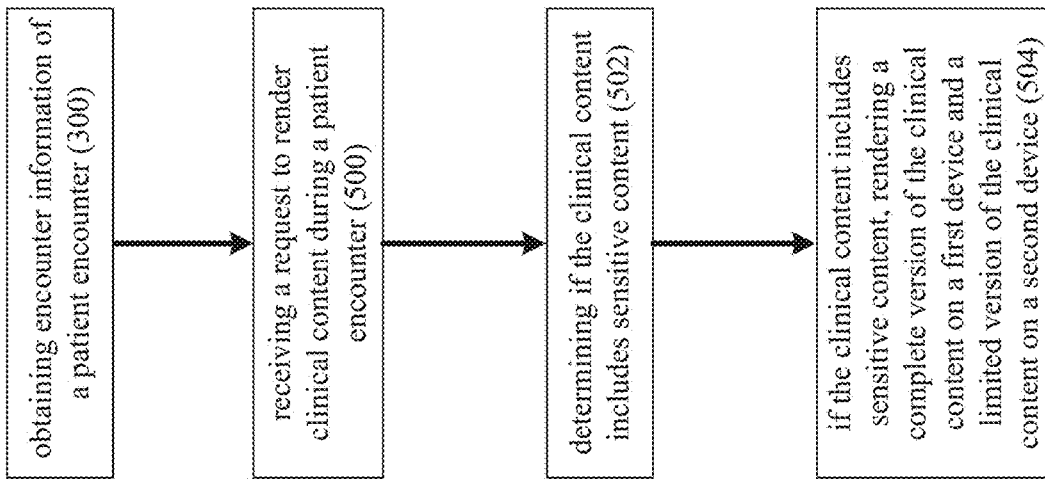 obtaining encounter information of
a patient encounter (300)
receiving a request to render
clinical content during a patient
encounter (500)
determining if the clinical content
includes sensitive content (502)
if the clinical content includes
sensitive content, rendering a
complete version of the clinical
content on a first device and a
limited version of the clinical
content on a second device (504)